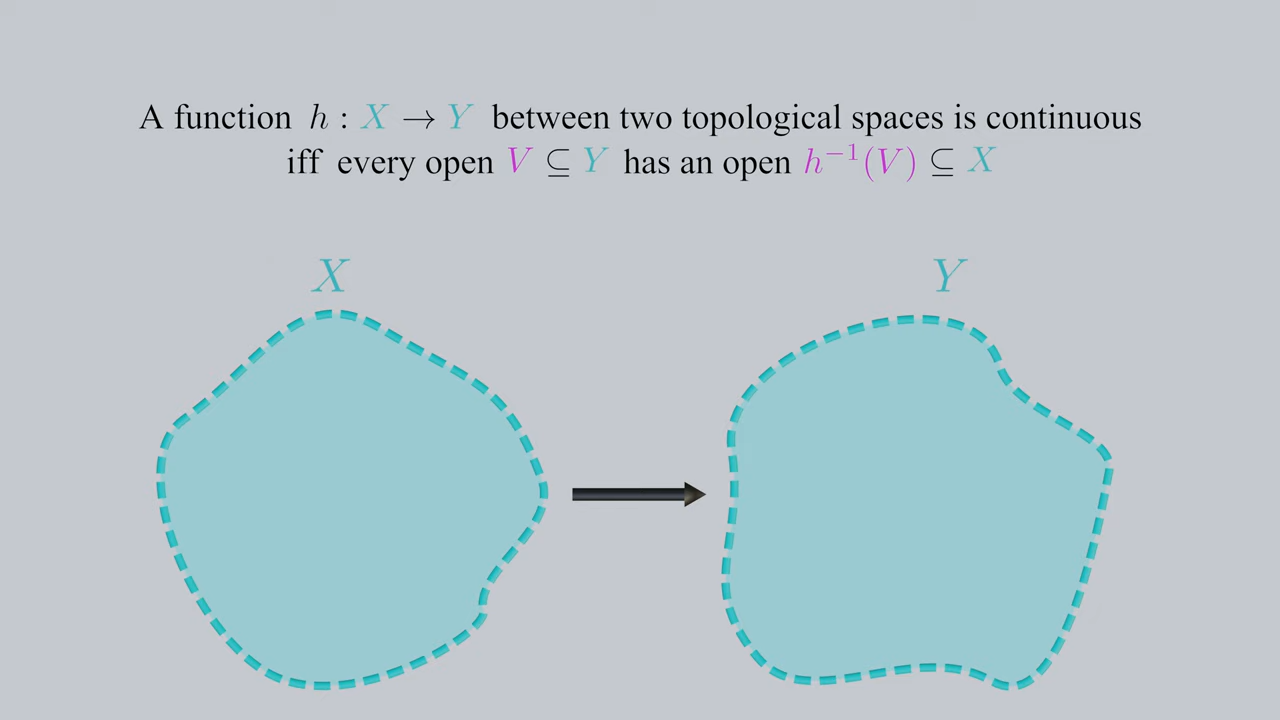 A function h : X → Y between two topological spaces is continuous
iff every open V ⊆ Y has an open h⁻¹(V) ⊆ X
X
Y